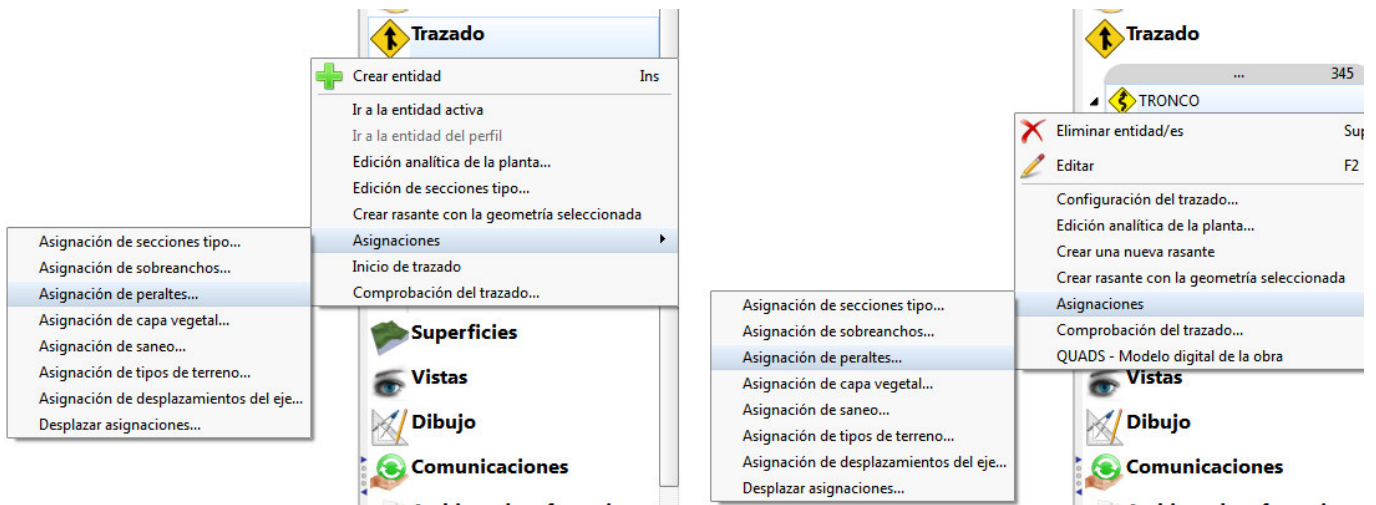 Trazado
Crear entidad Ins
Ir a la entidad activa
Ir a la entidad del perfil
Edición analítica de la planta...
Edición de secciones tipo...
Crear rasante con la geometría seleccionada
Asignaciones
Inicio de trazado
Comprobación del trazado...
Asignación de secciones tipo...
Asignación de sobreanchos...
Asignación de peraltes...
Asignación de capa vegetal...
Asignación de saneo...
Asignación de tipos de terreno...
Asignación de desplazamientos del eje...
Desplazar asignaciones...
Superficies
Vistas
Dibujo
Comunicaciones
Trazado
... 345
TRONCO
Eliminar entidad/es
Editar F2
Configuración del trazado...
Edición analítica de la planta...
Crear una nueva rasante
Crear rasante con la geometría seleccionada
Asignaciones
Comprobación del trazado...
QUADS - Modelo digital de la obra
Asignación de secciones tipo...
Asignación de sobreanchos...
Asignación de peraltes...
Asignación de capa vegetal...
Asignación de saneo...
Asignación de tipos de terreno...
Asignación de desplazamientos del eje...
Desplazar asignaciones...
Vistas
Dibujo
Comunicaciones